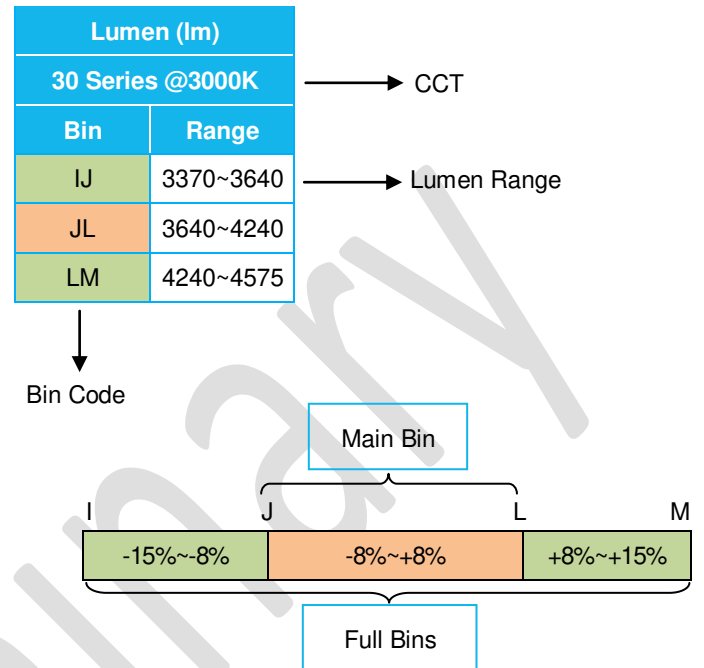 Lumen (lm)
30 Series @3000K
CCT
Bin Range
IJ 3370~3640
Lumen Range
JL 3640~4240
LM 4240~4575
Bin Code
Main Bin
I J L M
-15%~-8% -8%~+8% +8%~+15%
Full Bins